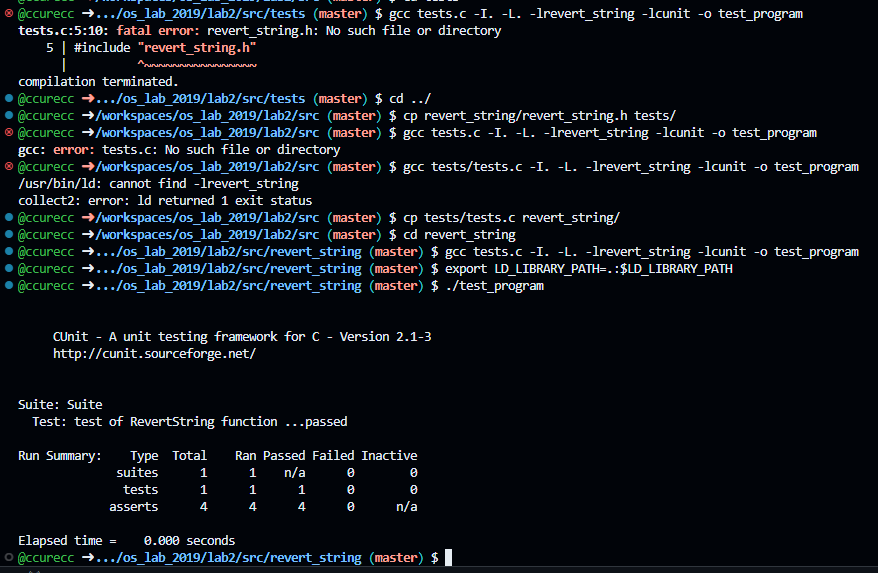 @ccurecc ➜.../os_lab_2019/lab2/src/tests (master) $ gcc tests.c -I. -L. -lrevert_string -lcunit -o test_program
tests.c:5:10: fatal error: revert_string.h: No such file or directory
    5 | #include "revert_string.h"
      |          ^~~~~~~~~~~~~~~~~
compilation terminated.
@ccurecc ➜.../os_lab_2019/lab2/src/tests (master) $ cd ../
@ccurecc ➜/workspaces/os_lab_2019/lab2/src (master) $ cp revert_string/revert_string.h tests/
@ccurecc ➜/workspaces/os_lab_2019/lab2/src (master) $ gcc tests.c -I. -L. -lrevert_string -lcunit -o test_program
gcc: error: tests.c: No such file or directory
@ccurecc ➜/workspaces/os_lab_2019/lab2/src (master) $ gcc tests/tests.c -I. -L. -lrevert_string -lcunit -o test_program
/usr/bin/ld: cannot find -lrevert_string
collect2: error: ld returned 1 exit status
@ccurecc ➜/workspaces/os_lab_2019/lab2/src (master) $ cp tests/tests.c revert_string/
@ccurecc ➜/workspaces/os_lab_2019/lab2/src (master) $ cd revert_string
@ccurecc ➜.../os_lab_2019/lab2/src/revert_string (master) $ gcc tests.c -I. -L. -lrevert_string -lcunit -o test_program
@ccurecc ➜.../os_lab_2019/lab2/src/revert_string (master) $ export LD_LIBRARY_PATH=.:$LD_LIBRARY_PATH
@ccurecc ➜.../os_lab_2019/lab2/src/revert_string (master) $ ./test_program
CUnit - A unit testing framework for C - Version 2.1-3
http://cunit.sourceforge.net/
Suite: Suite
Test: test of RevertString function ...passed
Run Summary: Type Total Ran Passed Failed Inactive
suites 1 1 n/a 0 0
tests 1 1 1 0 0
asserts 4 4 4 0 n/a
Elapsed time = 0.000 seconds
@ccurecc ➜.../os_lab_2019/lab2/src/revert_string (master) $